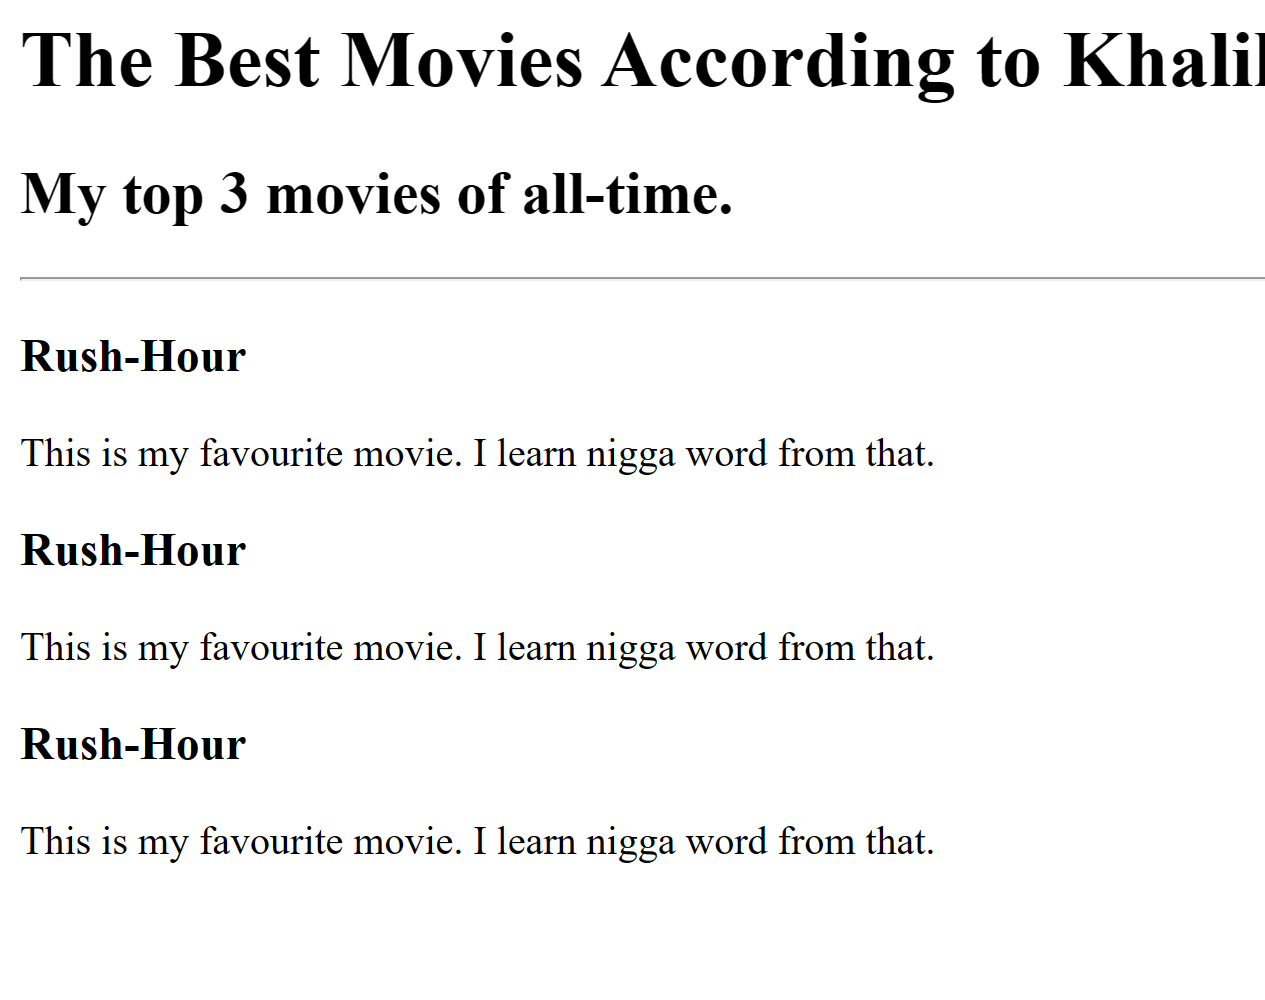 The Best Movies According to Khalil
My top 3 movies of all-time.
Rush-Hour
This is my favourite movie. I learn nigga word from that.
Rush-Hour
This is my favourite movie. I learn nigga word from that.
Rush-Hour
This is my favourite movie. I learn nigga word from that.